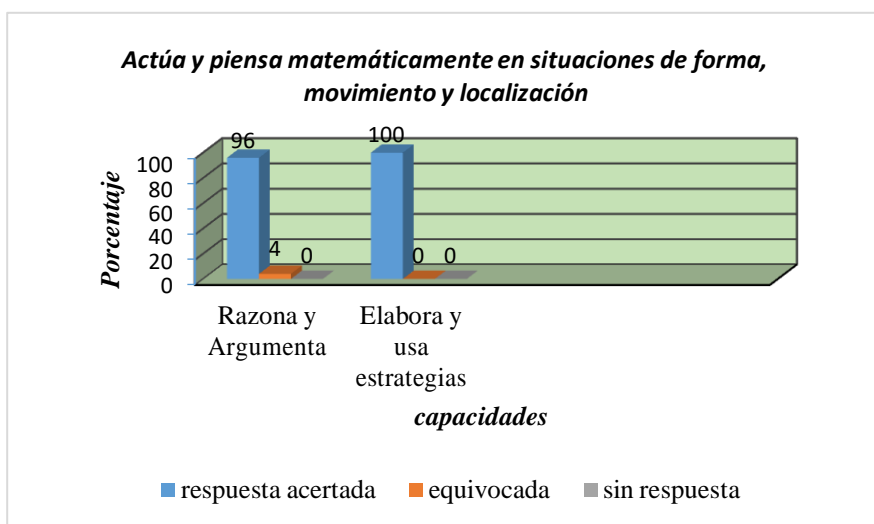 Actúa y piensa matemáticamente en situaciones de forma,
movimiento y localización
96
100
100
80
60
40
20
0
4
0
0
0
Porcentaje
Razona y
Argumenta
Elabora y
usa
estrategias
capacidades
respuesta acertada
equivocada
sin respuesta